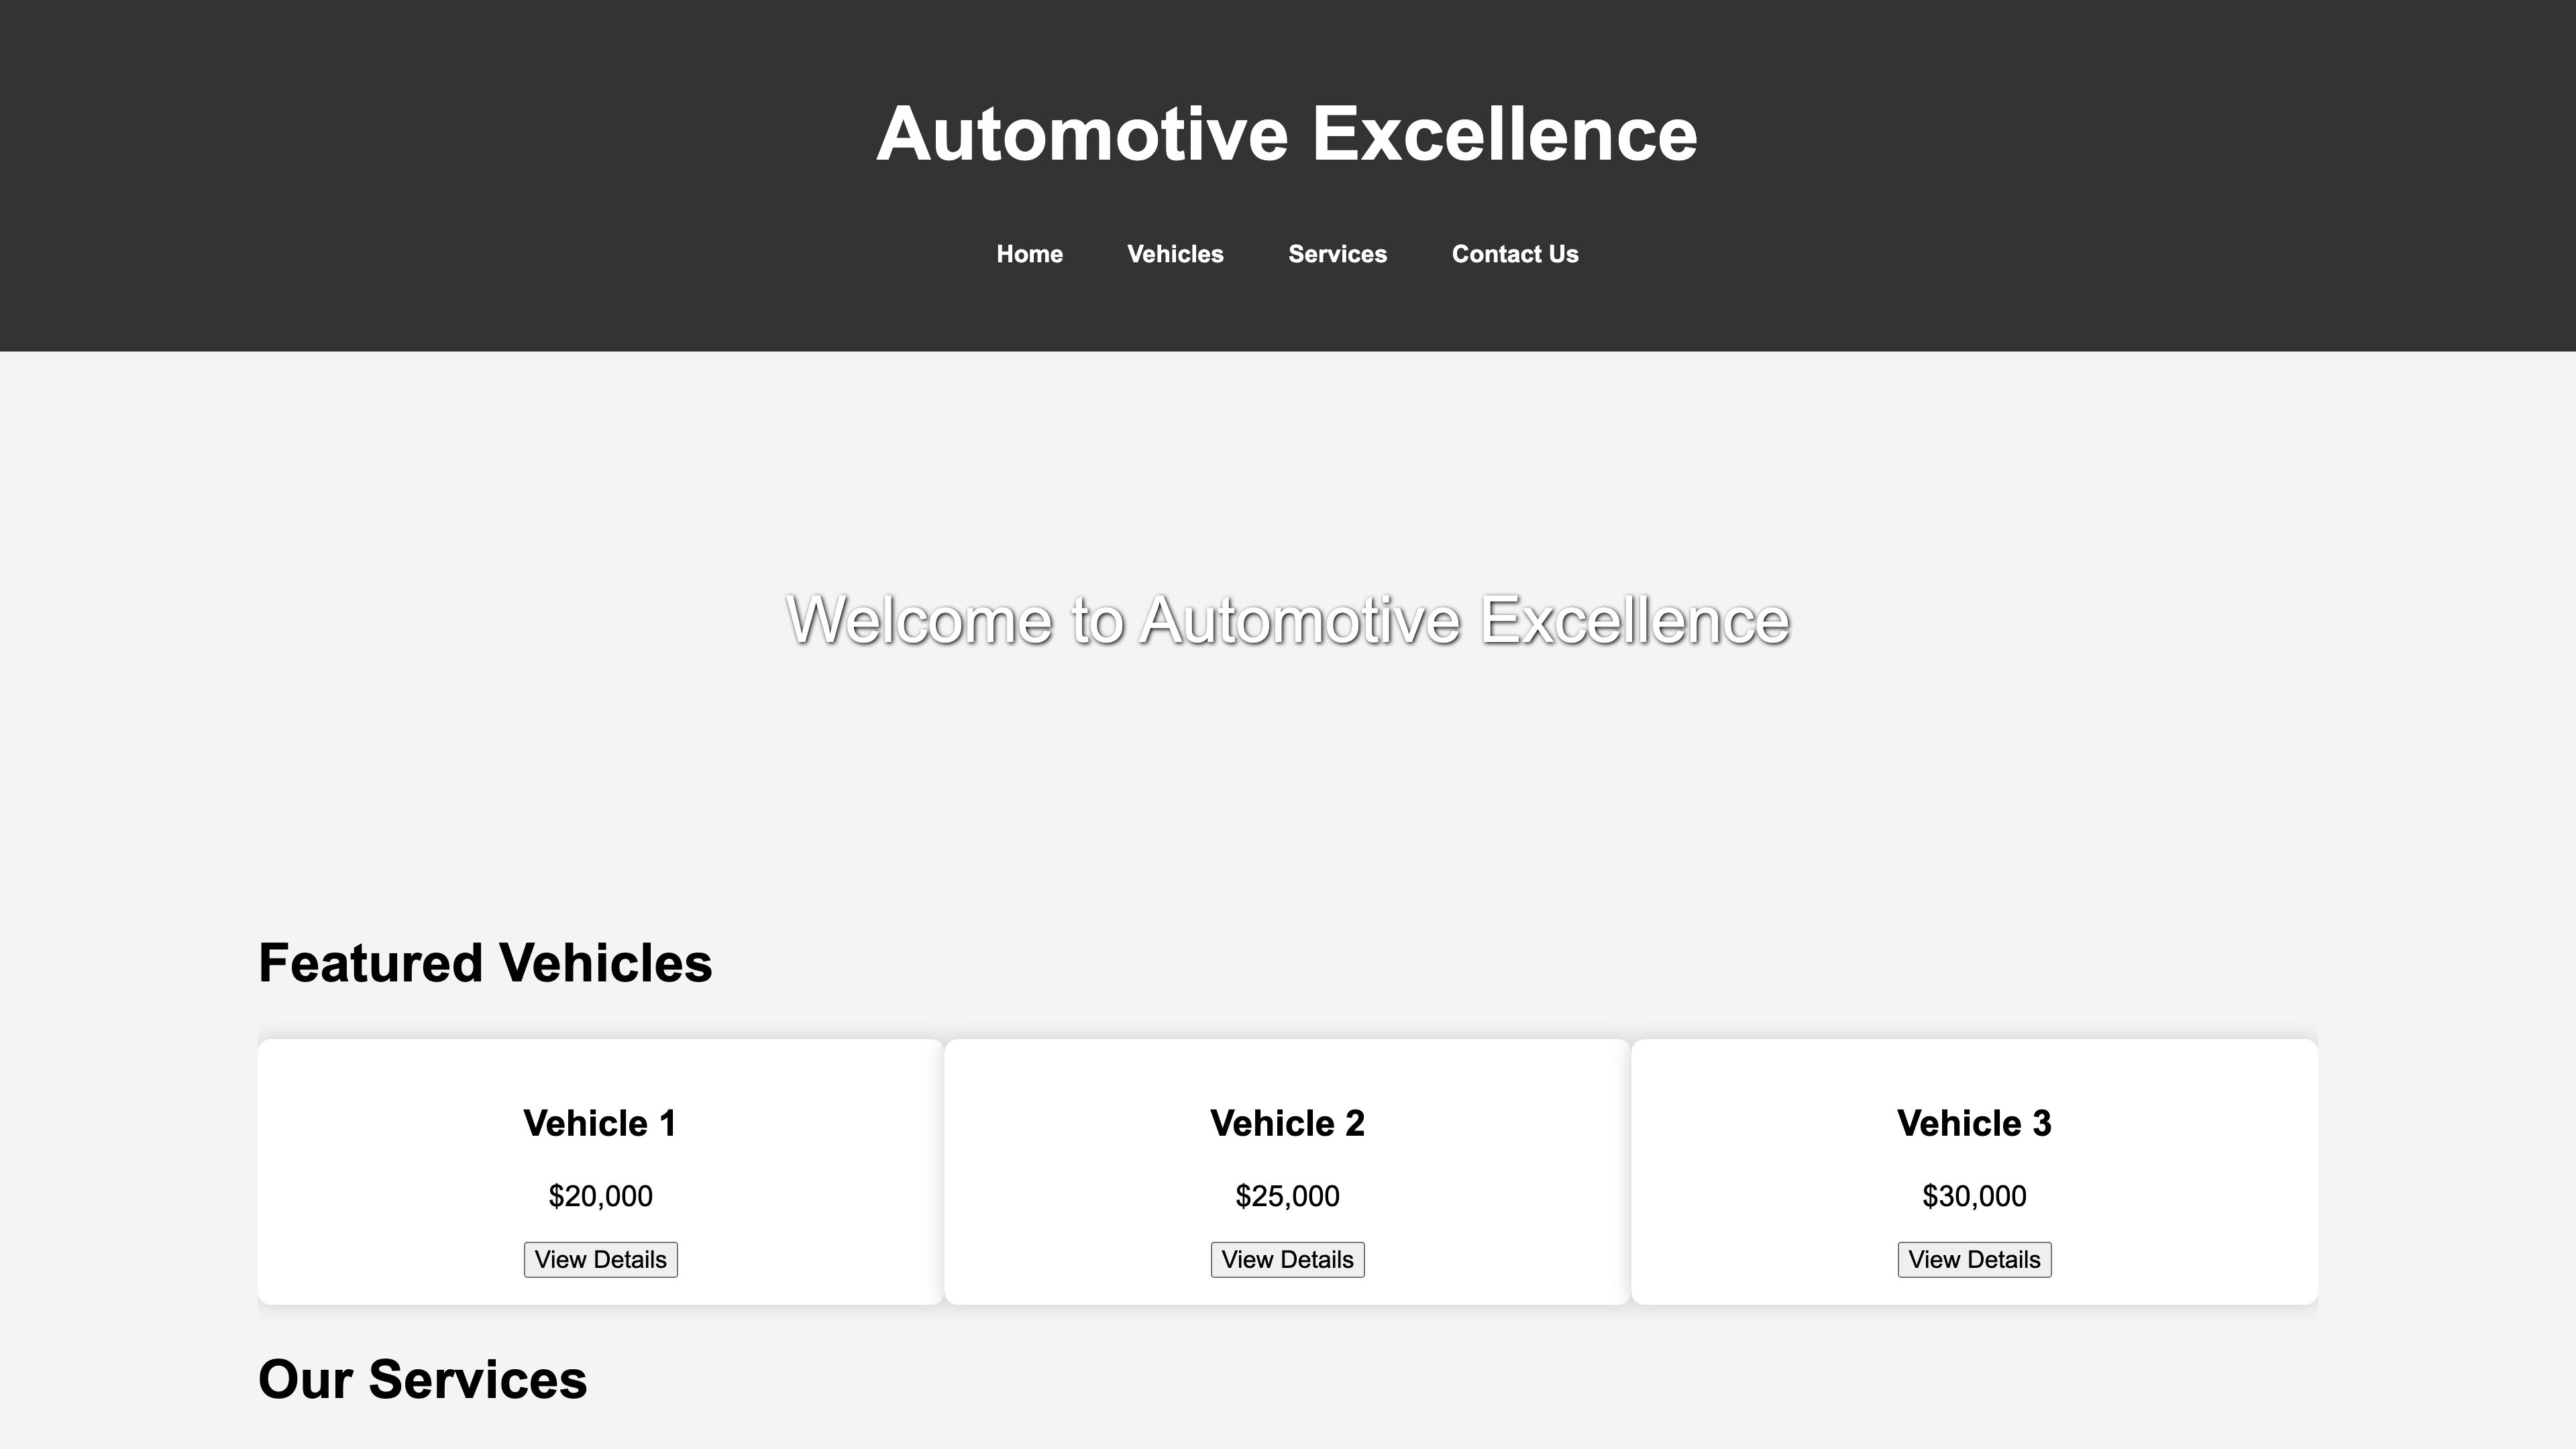 Automotive Excellence
Home Vehicles Services Contact Us
Welcome to Automotive Excellence
Featured Vehicles
Vehicle 1 Vehicle 2 Vehicle 3
$20,000 $25,000 $30,000
View Details View Details View Details
Our Services